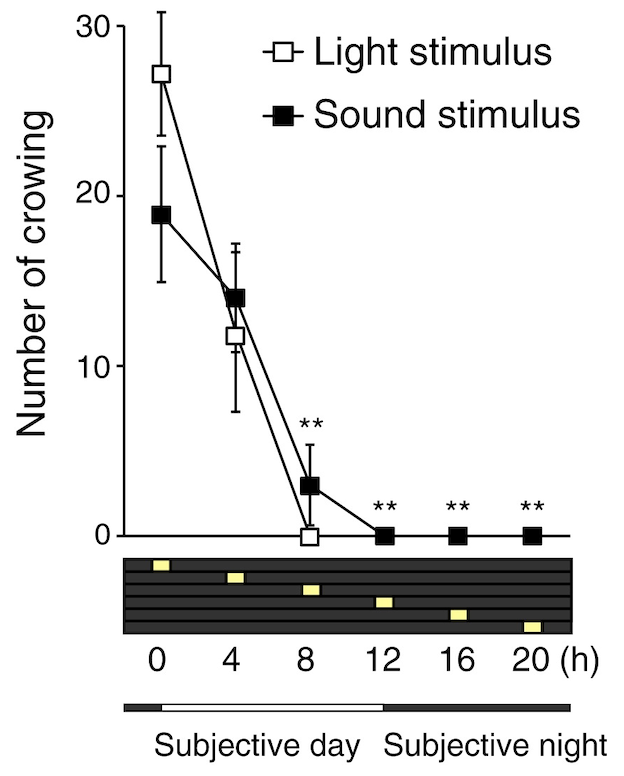 30
Light stimulus
Sound stimulus
Number of crowing
20
10
**
** ** **
0
0 4 8 12 16 20 (h)
Subjective day Subjective night